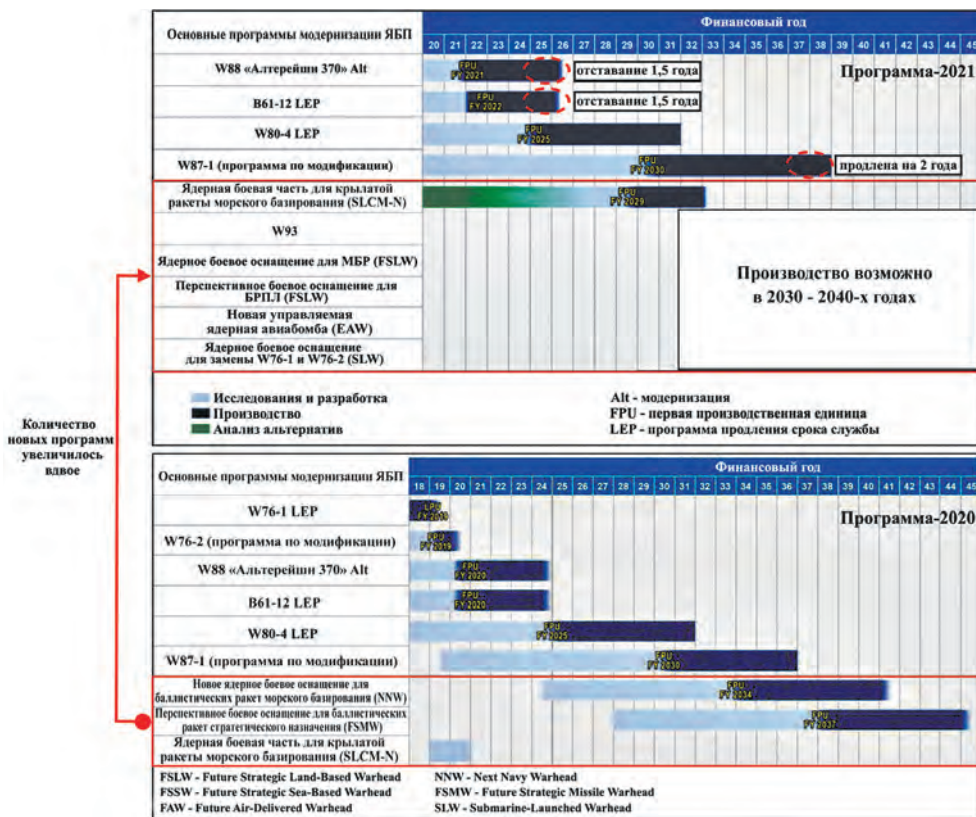 Основные программы модернизации ЯБП
Финансовый год
20 21 22 23 24 25 26 27 28 29 30 31 32 33 34 35 36 37 38 39 40 41 42 43 44 45
Программа-2021
W88 «Алтерейши 370» Alt
FPU
FY 2021
отставание 1,5 года
B61-12 LEP
FPU
FY 2022
отставание 1,5 года
W80-4 LEP
FPU
FY 2025
W87-1 (программа по модификации)
FPU
FY 2030
продлена на 2 года
Ядерная боевая часть для крылатой
ракеты морского базирования (SLCM-N)
FPU
FY 2029
W93
Ядерное боевое оснащение для МБР (FSLW)
Перспективное боевое оснащение для
БРПЛ (FSLW)
Новая управляемая
ядерная авиабомба (EAW)
Ядерное боевое оснащение
для замены W76-1 и W76-2 (SLW)
Производство возможно
в 2030 - 2040-х годах
Исследования и разработка
Производство
Анализ альтернатив
Alt - модернизация
FPU - первая производственная единица
LEP - программа продления срока службы
Количество
новых программ
увеличилось
вдвое
Основные программы модернизации ЯБП
Финансовый год
18 19 20 21 22 23 24 25 26 27 28 29 30 31 32 33 34 35 36 37 38 39 40 41 42 43 44 45
Программа-2020
W76-1 LEP
LPU
FY 2019
W76-2 (программа по модификации)
FPU
FY 2019
W88 «Альтерейши 370» Alt
FPU
FY 2020
B61-12 LEP
FPU
FY 2020
W80-4 LEP
FPU
FY 2025
W87-1 (программа по модификации)
FPU
FY 2030
Новое ядерное боевое оснащение для
баллистических ракет морского базирования (NNW)
FPU
FY 2034
Перспективное боевое оснащение для баллистических
ракет стратегического назначения (FSMW)
FPU
FY 2037
Ядерная боевая часть для крылатой
ракеты морского базирования (SLCM-N)
FSLW - Future Strategic Land-Based Warhead
FSSW - Future Strategic Sea-Based Warhead
FAW - Future Air-Delivered Warhead
NNW - Next Navy Warhead
FSMW - Future Strategic Missile Warhead
SLW - Submarine-Launched Warhead